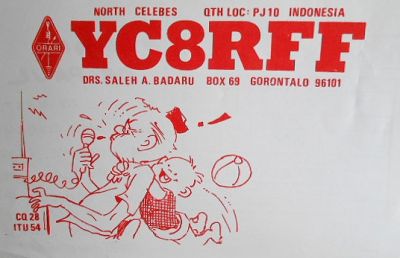 NORTH CELEBES QTH LOC: PJ10 INDONESIA
ORARI
YC8RFF
DRS. SALEH A. BADARU BOX 69 GORONTALO 96101
!
CQ 28
ITU 54